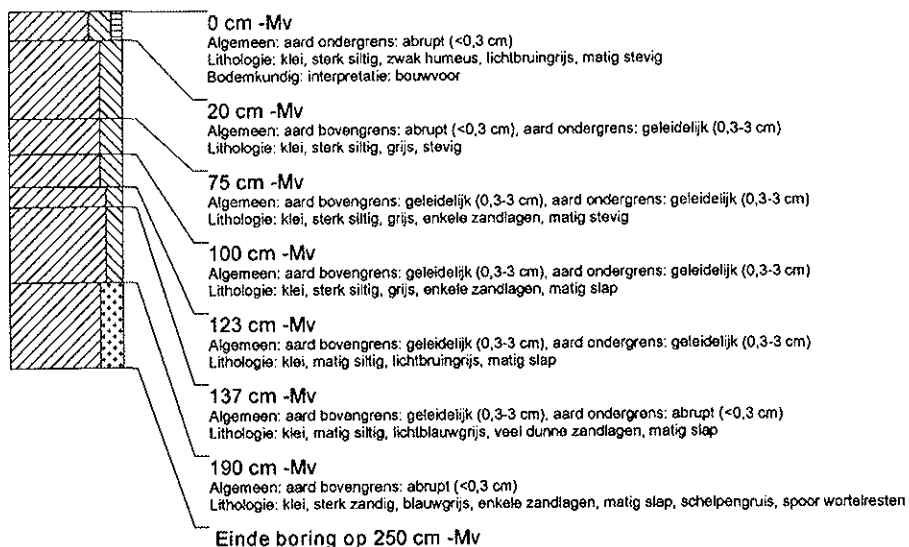 0 cm -Mv
Algemeen: aard ondergrens: abrupt (<0,3 cm)
Lithologie: klei, sterk siltig, zwak humeus, lichtbruingrijs, matig stevig
Bodemkundig: interpretatie: bouwvoor
20 cm -Mv
Algemeen: aard bovengrens: abrupt (<0,3 cm), aard ondergrens: geleidelijk (0,3-3 cm)
Lithologie: klei, sterk siltig, grijs, stevig
75 cm -Mv
Algemeen: aard bovengrens: geleidelijk (0,3-3 cm), aard ondergrens: geleidelijk (0,3-3 cm)
Lithologie: klei, sterk siltig, grijs, enkele zandlagen, matig stevig
100 cm -Mv
Algemeen: aard bovengrens: geleidelijk (0,3-3 cm), aard ondergrens: geleidelijk (0,3-3 cm)
Lithologie: klei, sterk siltig, grijs, enkele zandlagen, matig slap
123 cm -Mv
Algemeen: aard bovengrens: geleidelijk (0,3-3 cm), aard ondergrens: geleidelijk (0,3-3 cm)
Lithologie: klei, matig siltig, lichtbruingrijs, matig slap
137 cm -Mv
Algemeen: aard bovengrens: geleidelijk (0,3-3 cm), aard ondergrens: abrupt (<0,3 cm)
Lithologie: klei, matig siltig, lichtblauwgrijs, veel dunne zandlagen, matig slap
190 cm -Mv
Algemeen: aard bovengrens: abrupt (<0,3 cm)
Lithologie: klei, sterk zandig, blauwgrijs, enkele zandlagen, matig slap, schelpengruis, spoor wortelresten
Einde boring op 250 cm -Mv